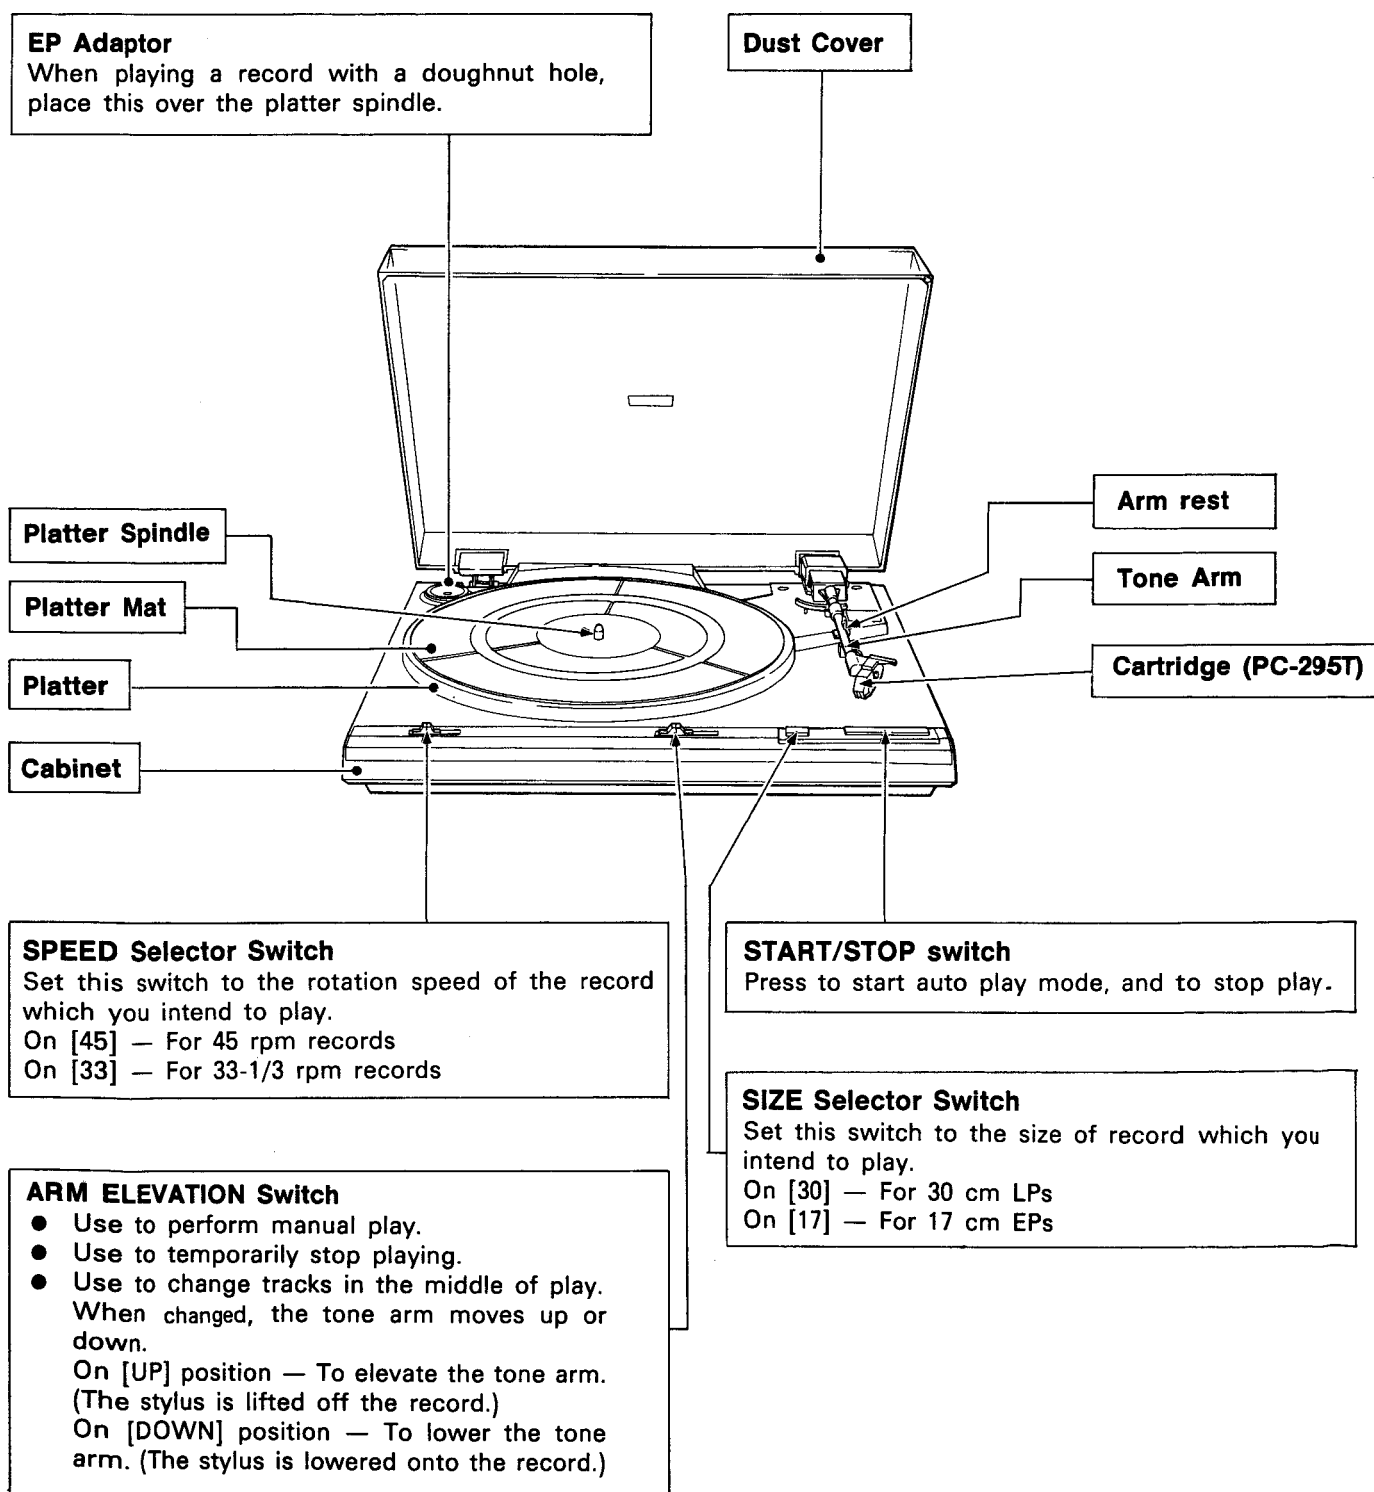 EP Adaptor
When playing a record with a doughnut hole,
place this over the platter spindle.
Dust Cover
Platter Spindle
Platter Mat
Platter
Cabinet
Arm rest
Tone Arm
Cartridge (PC-295T)
SPEED Selector Switch
Set this switch to the rotation speed of the record
which you intend to play.
On [45] — For 45 rpm records
On [33] — For 33-1/3 rpm records
ARM ELEVATION Switch
● Use to perform manual play.
● Use to temporarily stop playing.
● Use to change tracks in the middle of play.
When changed, the tone arm moves up or
down.
On [UP] position — To elevate the tone arm.
(The stylus is lifted off the record.)
On [DOWN] position — To lower the tone
arm. (The stylus is lowered onto the record.)
START/STOP switch
Press to start auto play mode, and to stop play.
SIZE Selector Switch
Set this switch to the size of record which you
intend to play.
On [30] — For 30 cm LPs
On [17] — For 17 cm EPs